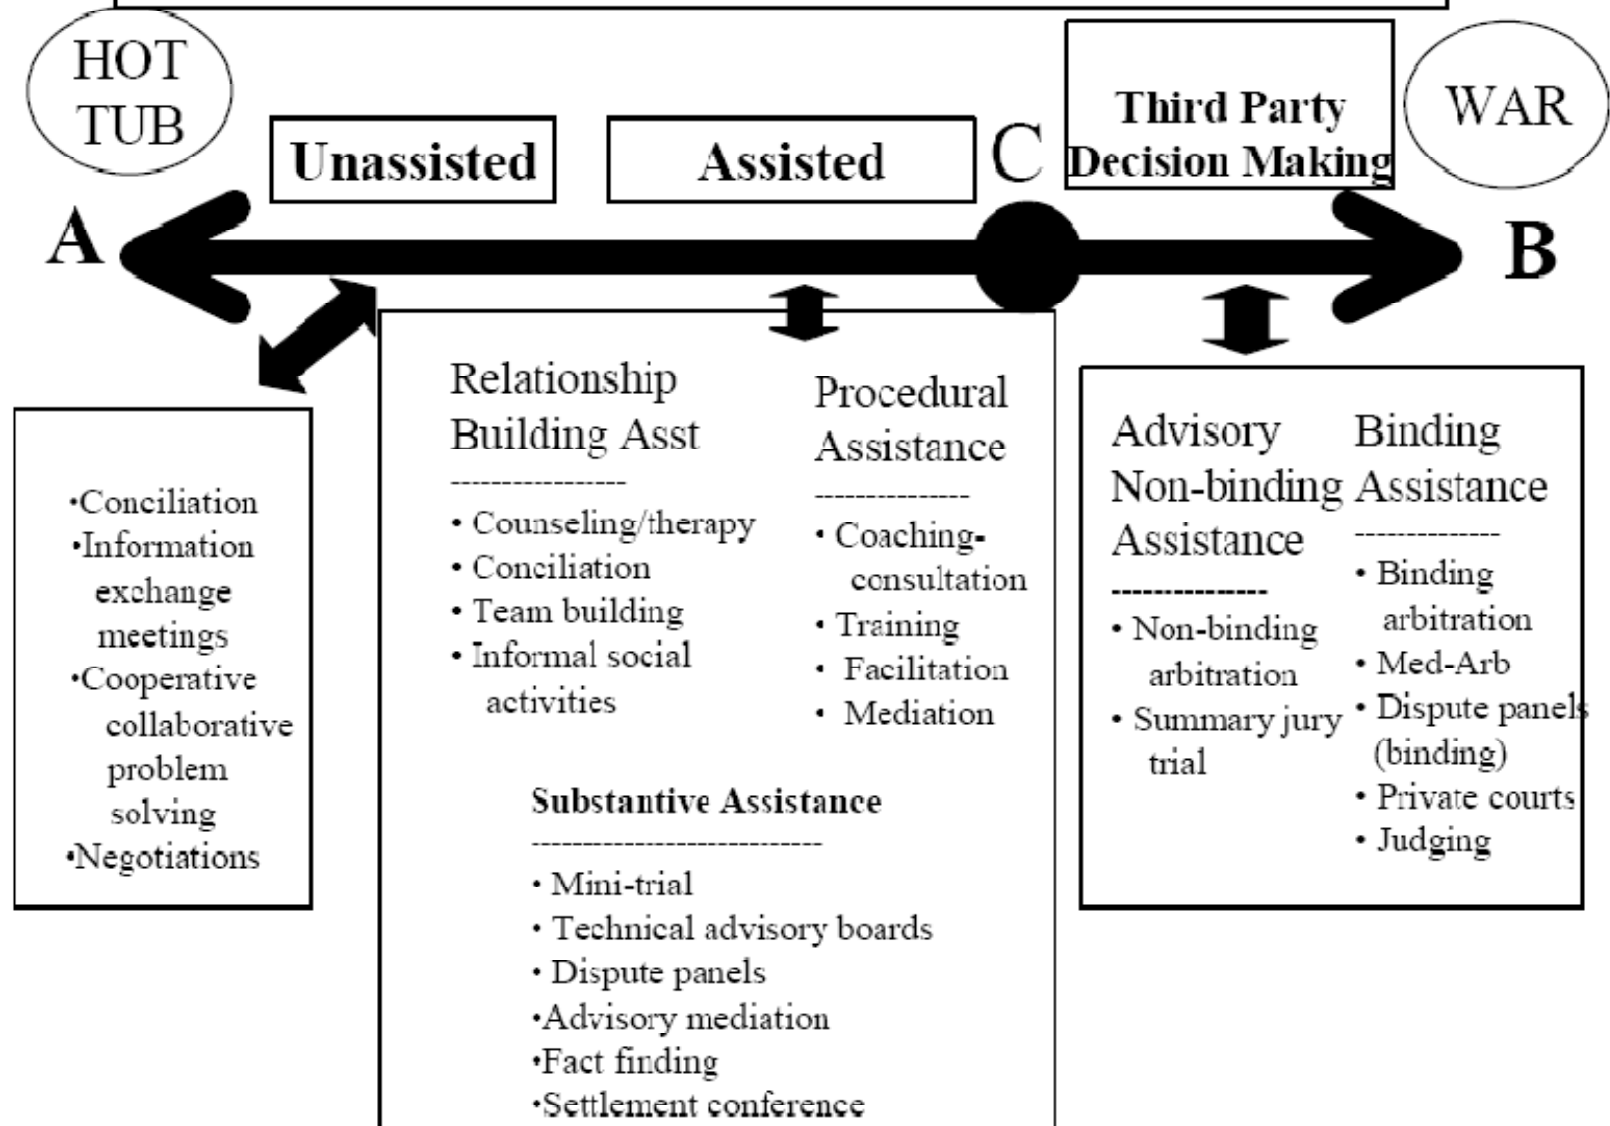 HOT
TUB
Unassisted
Assisted
C
Third Party
Decision Making
WAR
A
B
•Conciliation
•Information
exchange
meetings
•Cooperative
collaborative
problem
solving
•Negotiations
Relationship
Building Asst
-----------------
• Counseling/therapy
• Conciliation
• Team building
• Informal social
activities
Procedural
Assistance
---------------
• Coaching-
consultation
• Training
• Facilitation
• Mediation
Substantive Assistance
----------------------------
• Mini-trial
• Technical advisory boards
• Dispute panels
•Advisory mediation
•Fact finding
•Settlement conference
Advisory
Non-binding
Assistance
---------------
• Non-binding
arbitration
• Summary jury
trial
Binding
Assistance
--------------
• Binding
arbitration
• Med-Arb
• Dispute panels
(binding)
• Private courts
• Judging